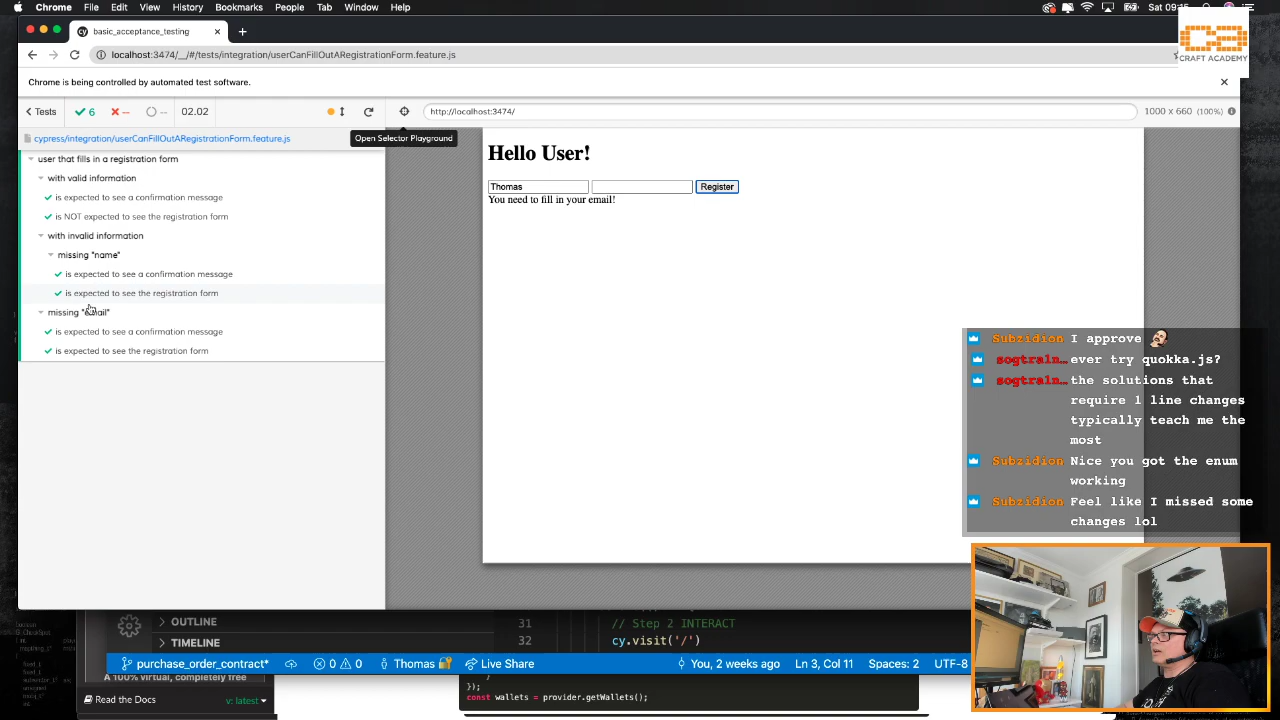 Chrome File Edit View History Bookmarks People Tab Window Help
basic_acceptance_testing
localhost:3474/__/#/tests/integration/userCanFillOutARegistrationForm.feature.js
CRAFT ACADEMY
Chrome is being controlled by automated test software.
Tests 6 -- -- 02.02
http://localhost:3474/
1000 x 660 (100%)
Open Selector Playground
cypress/integration/userCanFillOutARegistrationForm.feature.js
user that fills in a registration form
with valid information
is expected to see a confirmation message
is NOT expected to see the registration form
with invalid information
missing "name"
is expected to see a confirmation message
is expected to see the registration form
missing "email"
is expected to see a confirmation message
is expected to see the registration form
Hello User!
Thomas Register
You need to fill in your email!
Subzidion I approve
sogtra1n… ever try quokka.js?
sogtra1n… the solutions that
require 1 line changes
typically teach me the
most
Subzidion Nice you got the enum
working
Subzidion Feel like I missed some
changes lol
OUTLINE
TIMELINE
31 // Step 2 INTERACT
32 cy.visit('/')
purchase_order_contract* 0 0 Thomas Live Share You, 2 weeks ago Ln 3, Col 11 Spaces: 2 UTF-8
A 100% virtual, completely free
Read the Docs v: latest
});
const wallets = provider.getWallets();